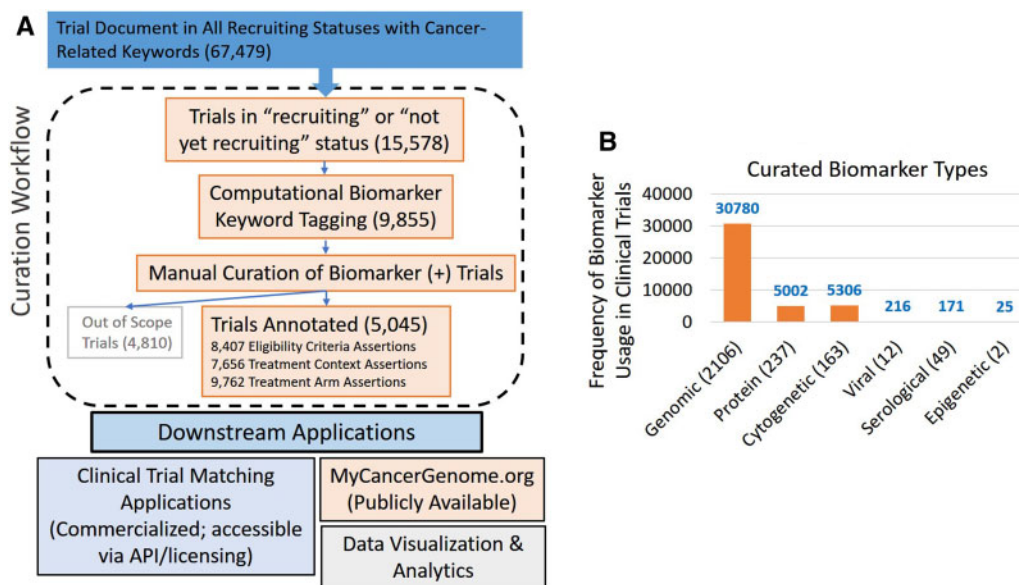 A
Trial Document in All Recruiting Statuses with Cancer-
Related Keywords (67,479)
Curation Workflow
Trials in “recruiting” or “not
yet recruiting” status (15,578)
Computational Biomarker
Keyword Tagging (9,855)
Manual Curation of Biomarker (+) Trials
Out of Scope
Trials (4,810)
Trials Annotated (5,045)
8,407 Eligibility Criteria Assertions
7,656 Treatment Context Assertions
9,762 Treatment Arm Assertions
Downstream Applications
Clinical Trial Matching
Applications
(Commercialized; accessible
via API/licensing)
MyCancerGenome.org
(Publicly Available)
Data Visualization &
Analytics
B
Curated Biomarker Types
Frequency of Biomarker
Usage in Clinical Trials
40000
30000
20000
10000
0
30780
5002
5306
216
171
25
Genomic (2106)
Protein (237)
Cytogenetic (163)
Viral (12)
Serological (49)
Epigenetic (2)